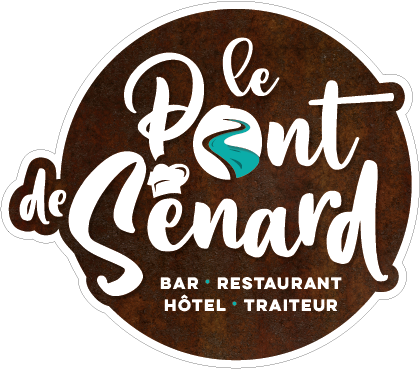 le
Pont
de Sénard
BAR • RESTAURANT
HÔTEL • TRAITEUR